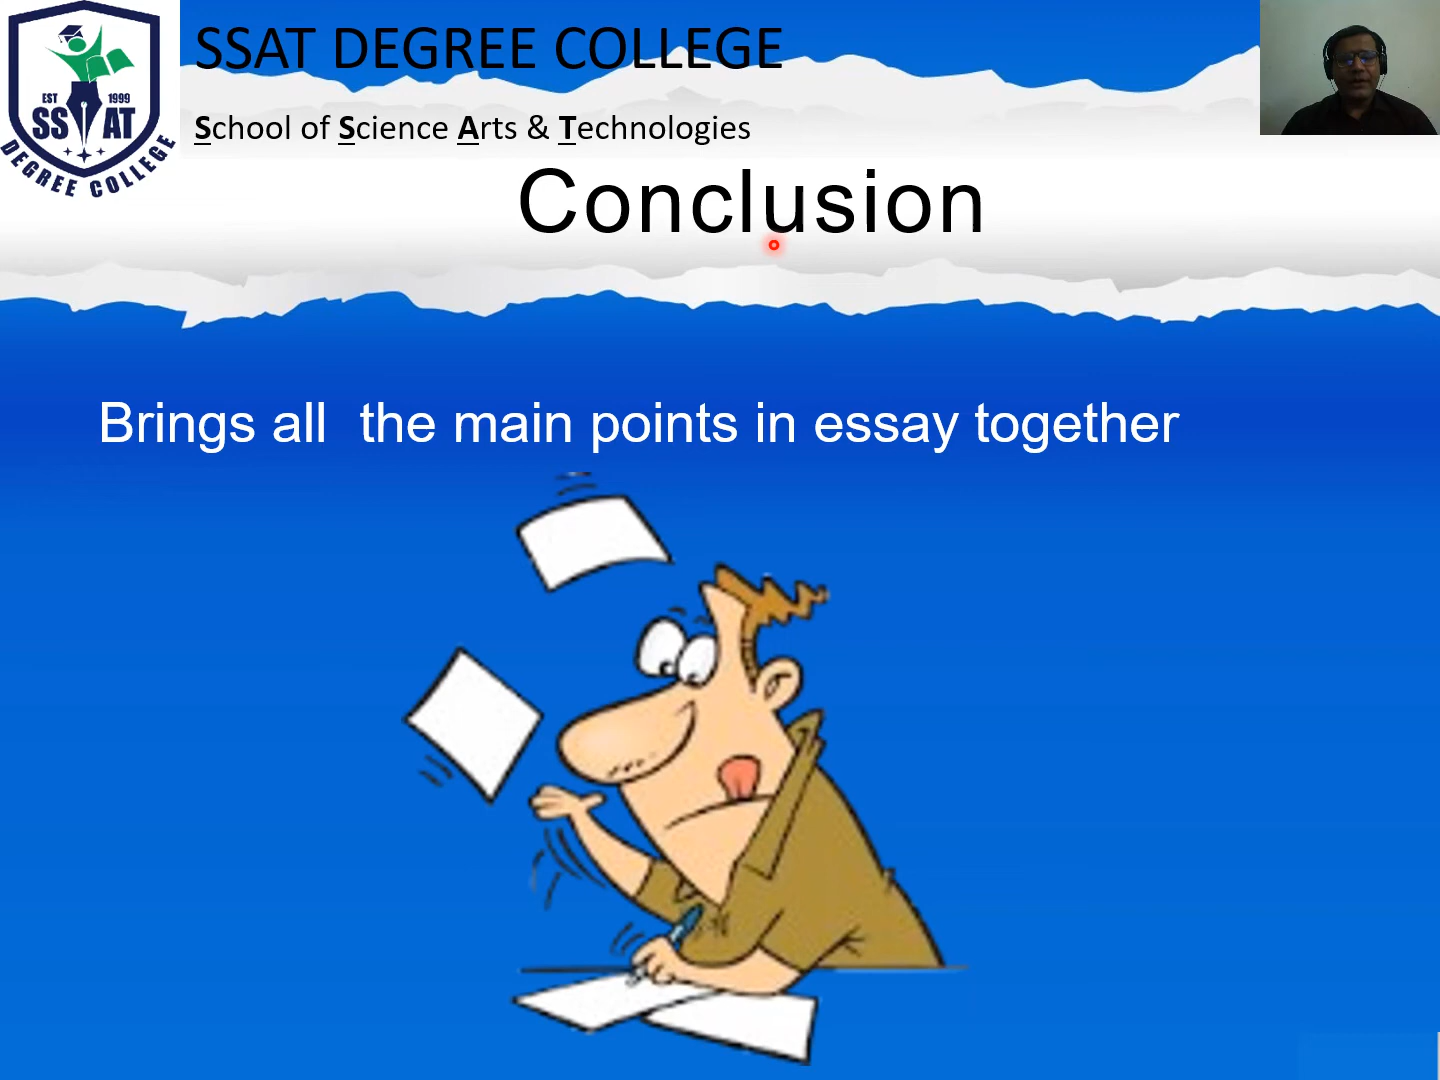 SSAT DEGREE COLLEGE
School of Science Arts & Technologies
EST 1999
SS AT
DEGREE COLLEGE
Conclusion
Brings all  the main points in essay together